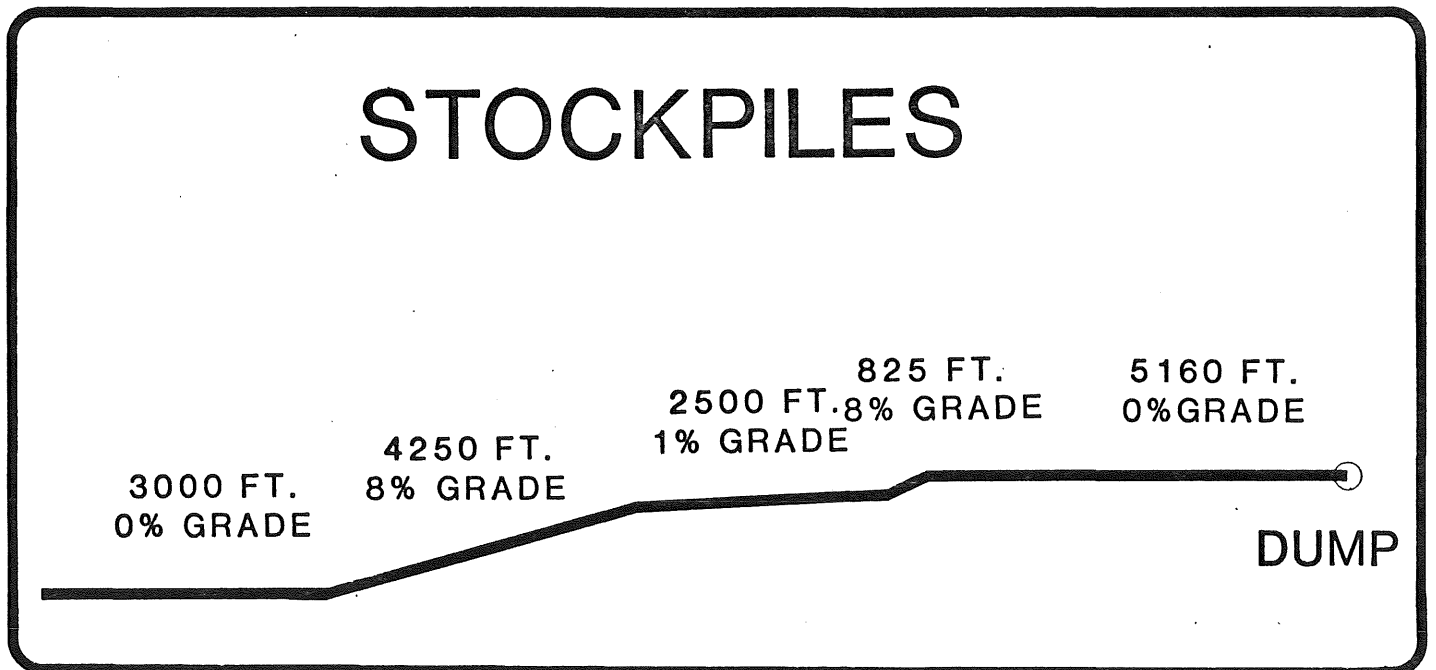 STOCKPILES
3000 FT.
0% GRADE
4250 FT.
8% GRADE
2500 FT.
1% GRADE
825 FT.
8% GRADE
5160 FT.
0%GRADE
DUMP